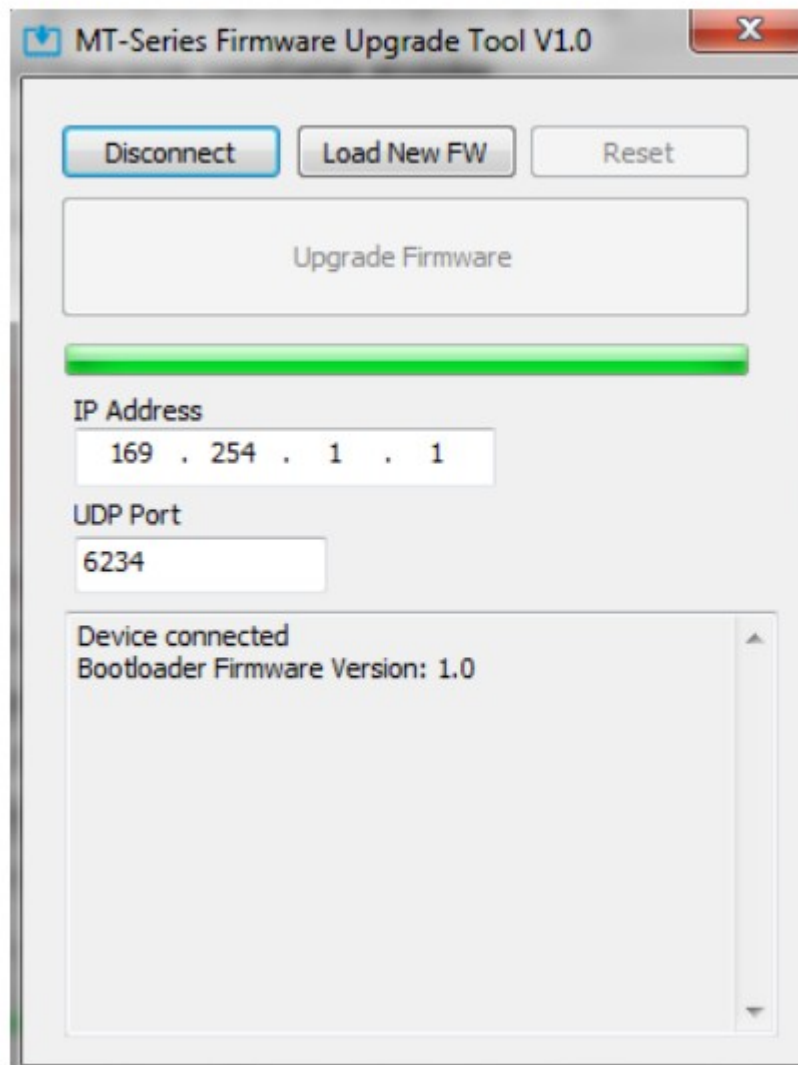 MT-Series Firmware Upgrade Tool V1.0
Disconnect Load New FW Reset
Upgrade Firmware
IP Address
169 . 254 . 1 . 1
UDP Port
6234
Device connected
Bootloader Firmware Version: 1.0